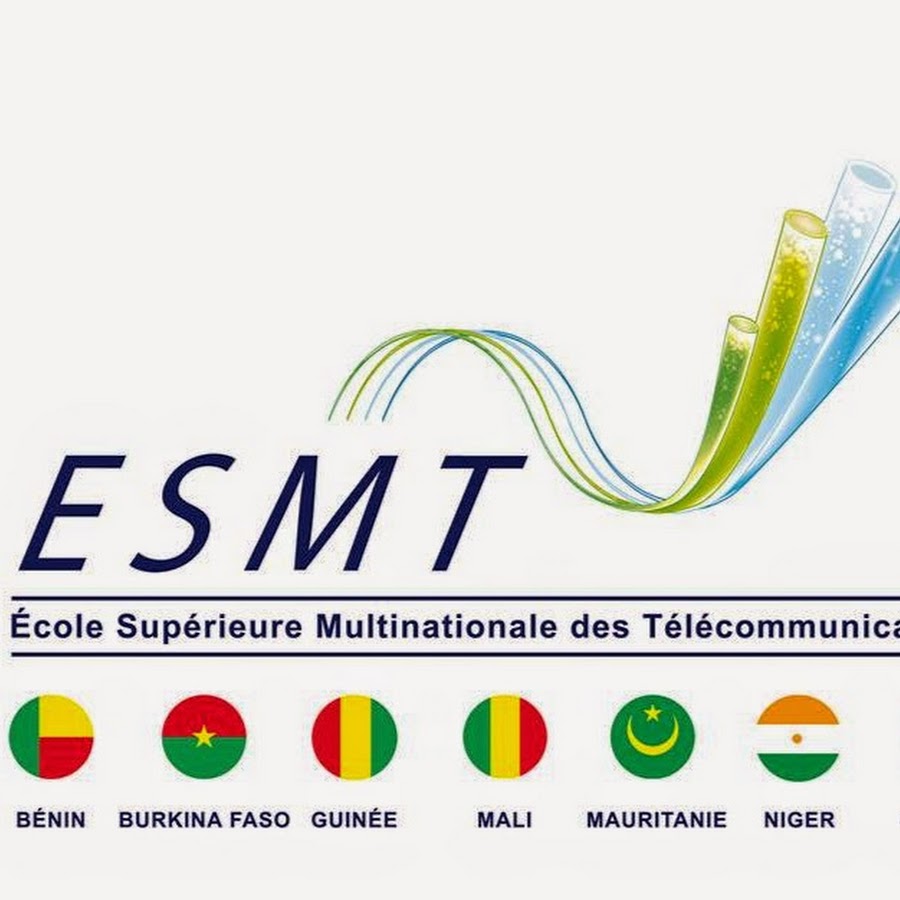 ESMT
École Supérieure Multinationale des Télécommunica
BÉNIN BURKINA FASO GUINÉE MALI MAURITANIE NIGER